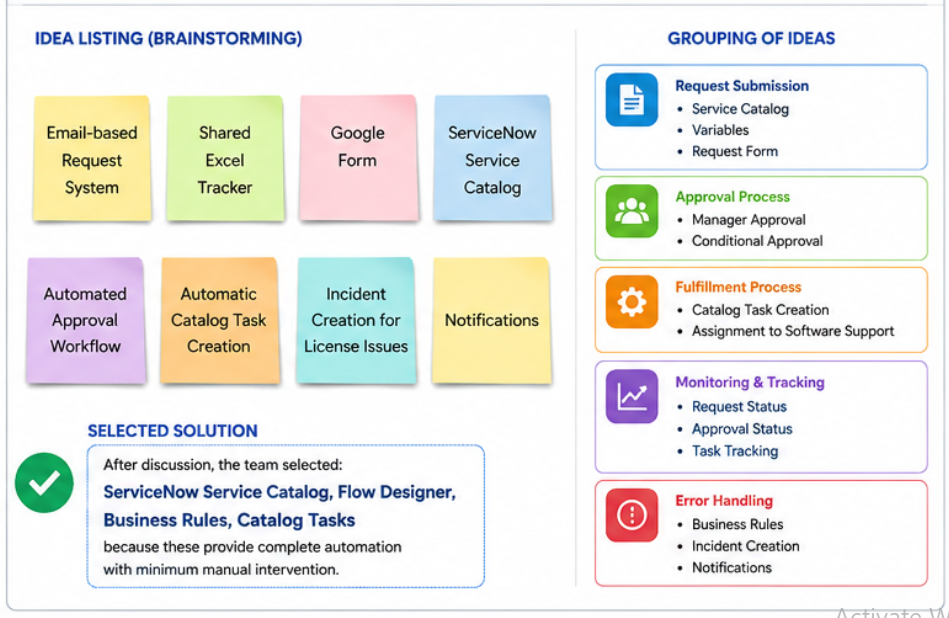 IDEA LISTING (BRAINSTORMING)
Email-based
Request
System
Shared
Excel
Tracker
Google
Form
ServiceNow
Service
Catalog
Automated
Approval
Workflow
Automatic
Catalog Task
Creation
Incident
Creation for
License Issues
Notifications
SELECTED SOLUTION
After discussion, the team selected:
ServiceNow Service Catalog, Flow Designer,
Business Rules, Catalog Tasks
because these provide complete automation
with minimum manual intervention.
GROUPING OF IDEAS
Request Submission
• Service Catalog
• Variables
• Request Form
Approval Process
• Manager Approval
• Conditional Approval
Fulfillment Process
• Catalog Task Creation
• Assignment to Software Support
Monitoring & Tracking
• Request Status
• Approval Status
• Task Tracking
Error Handling
• Business Rules
• Incident Creation
• Notifications
Activate W